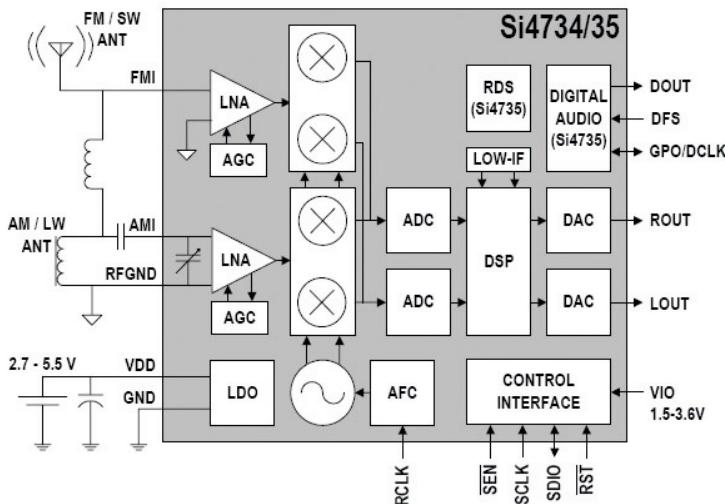 FM / SW
ANT
Si4734/35
FMI
LNA
AGC
RDS
(Si4735)
DIGITAL
AUDIO
(Si4735)
DOUT
DFS
GPO/DCLK
LOW-IF
AM / LW
ANT
AMI
RFGND
LNA
AGC
ADC
ADC
DSP
DAC
DAC
ROUT
LOUT
2.7 - 5.5 V
VDD
GND
LDO
AFC
CONTROL
INTERFACE
VIO
1.5-3.6V
RCLK
SEN
SCLK
SDIO
RST